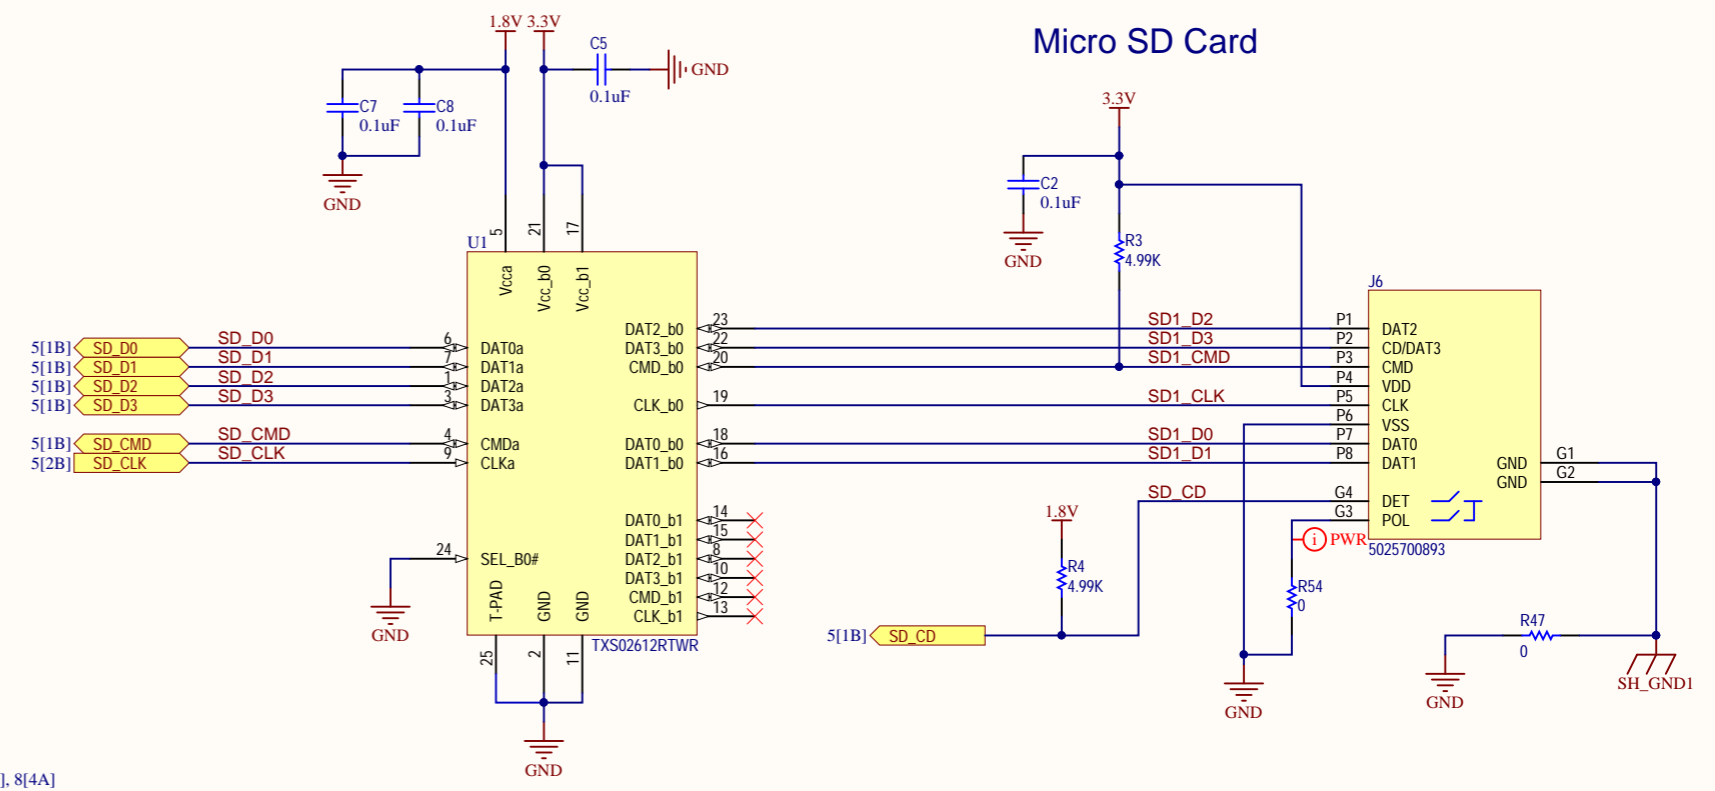 Micro SD Card
1.8V 3.3V
C5
GND
0.1uF
C7
0.1uF
C8
0.1uF
GND
3.3V
C2
0.1uF
GND
R3
4.99K
U1
5
21
17
Vcca
Vcc_b0
Vcc_b1
5[1B] SD_D0 SD_D0 6 DAT0a
5[1B] SD_D1 SD_D1 7 DAT1a
5[1B] SD_D2 SD_D2 1 DAT2a
5[1B] SD_D3 SD_D3 3 DAT3a
5[1B] SD_CMD SD_CMD 4 CMDa
5[2B] SD_CLK SD_CLK 9 CLKa
24 SEL_B0#
GND
DAT2_b0 23
DAT3_b0 22
CMD_b0 20
CLK_b0 19
DAT0_b0 18
DAT1_b0 16
DAT0_b1 14
DAT1_b1 15
DAT2_b1 8
DAT3_b1 10
CMD_b1 12
CLK_b1 13
T-PAD
GND
GND
25
2
11
TXS02612RTWR
GND
J6
SD1_D2 P1 DAT2
SD1_D3 P2 CD/DAT3
SD1_CMD P3 CMD
P4 VDD
SD1_CLK P5 CLK
P6 VSS
SD1_D0 P7 DAT0
SD1_D1 P8 DAT1
SD_CD G4 DET
G3 POL
GND G1
GND G2
5025700893
i PWR
1.8V
R4
4.99K
5[1B] SD_CD
R54
0
GND
R47
0
GND
SH_GND1
], 8[4A]